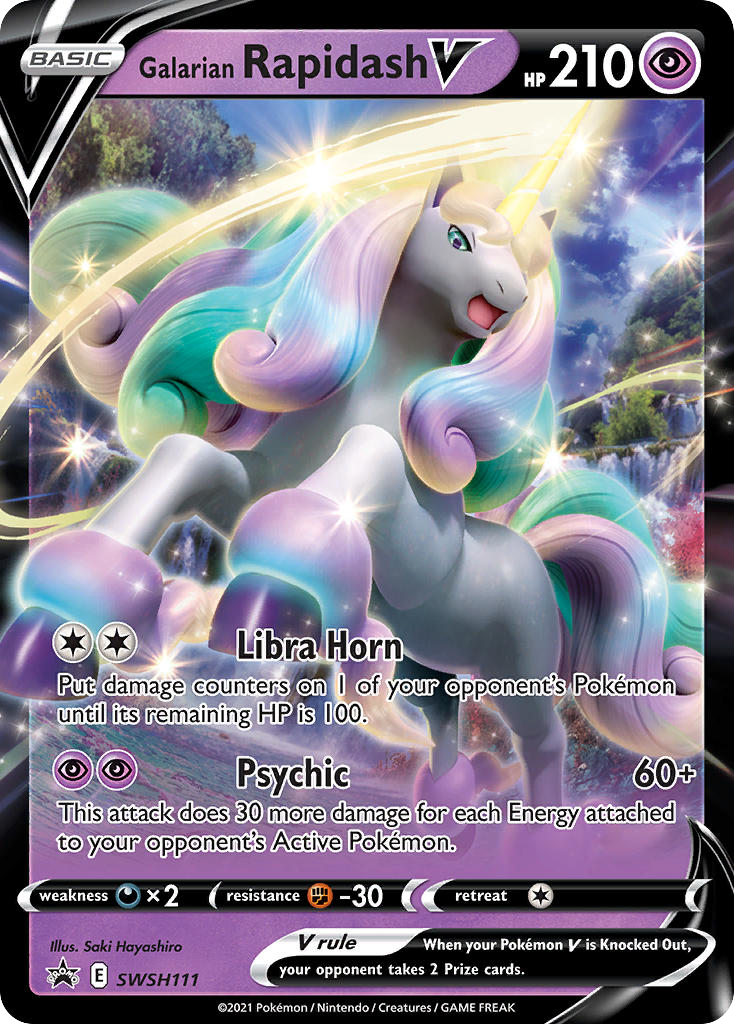 BASIC
Galarian Rapidash V HP 210
Libra Horn
Put damage counters on 1 of your opponent's Pokémon
until its remaining HP is 100.
Psychic 60+
This attack does 30 more damage for each Energy attached
to your opponent's Active Pokémon.
weakness ×2 resistance -30 retreat
Illus. Saki Hayashiro
V rule When your Pokémon V is Knocked Out,
your opponent takes 2 Prize cards.
PROMO E SWSH111
©2021 Pokémon / Nintendo / Creatures / GAME FREAK